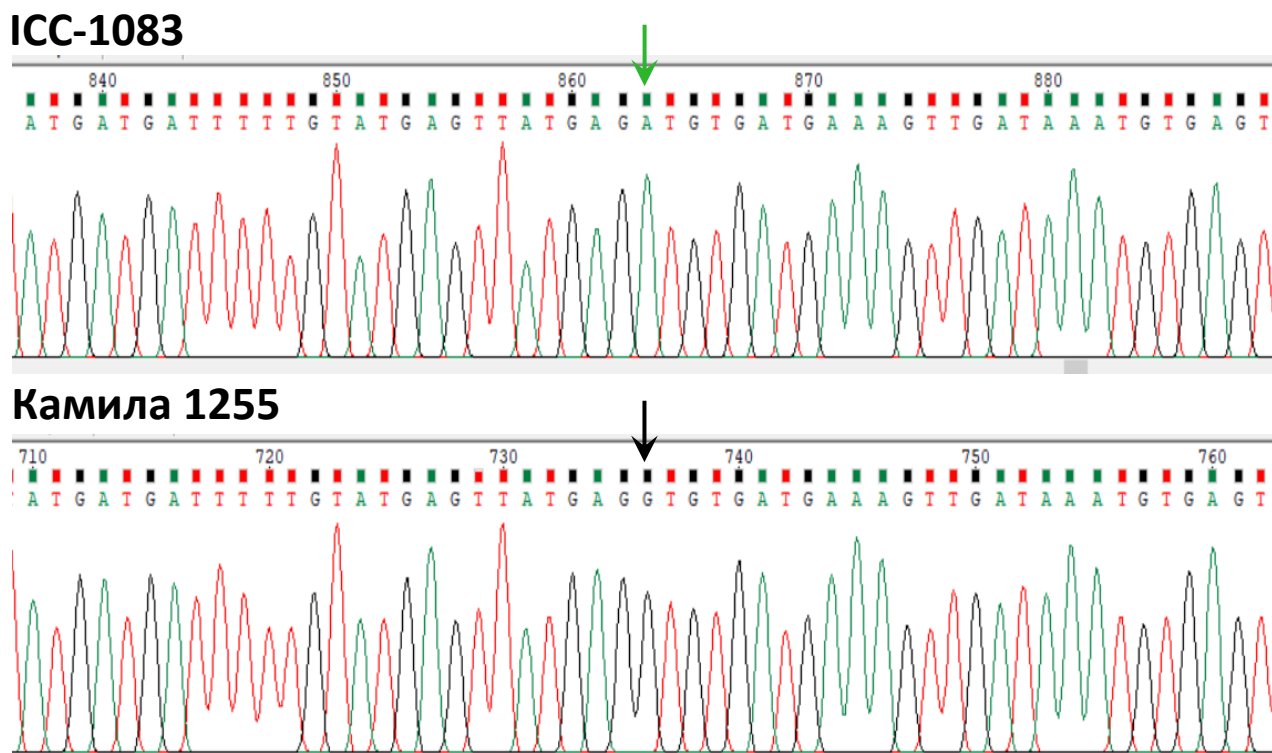 ICC-1083
840 850 860 870 880
A T G A T G A T T T T T G T A T G A G T T A T G A G A T G T G A T G A A A G T T G A T A A A T G T G A G T
Камила 1255
710 720 730 740 750 760
A T G A T G A T T T T T G T A T G A G T T A T G A G G T G T G A T G A A A G T T G A T A A A T G T G A G T